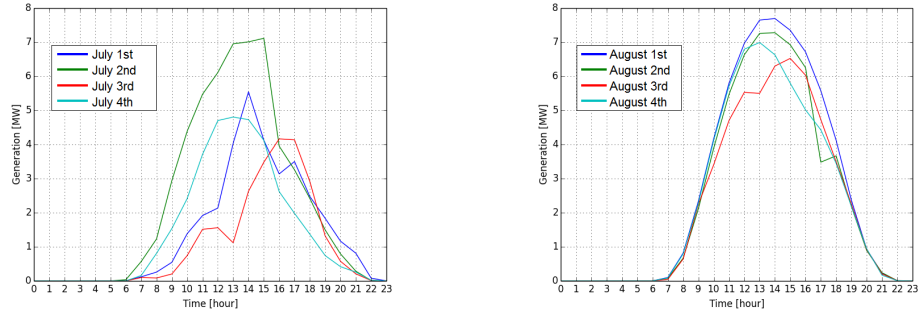 8
7
6
5
4
3
2
1
0
Generation [MW]
July 1st
July 2nd
July 3rd
July 4th
0 1 2 3 4 5 6 7 8 9 10 11 12 13 14 15 16 17 18 19 20 21 22 23
Time [hour]
8
7
6
5
4
3
2
1
0
Generation [MW]
August 1st
August 2nd
August 3rd
August 4th
0 1 2 3 4 5 6 7 8 9 10 11 12 13 14 15 16 17 18 19 20 21 22 23
Time [hour]